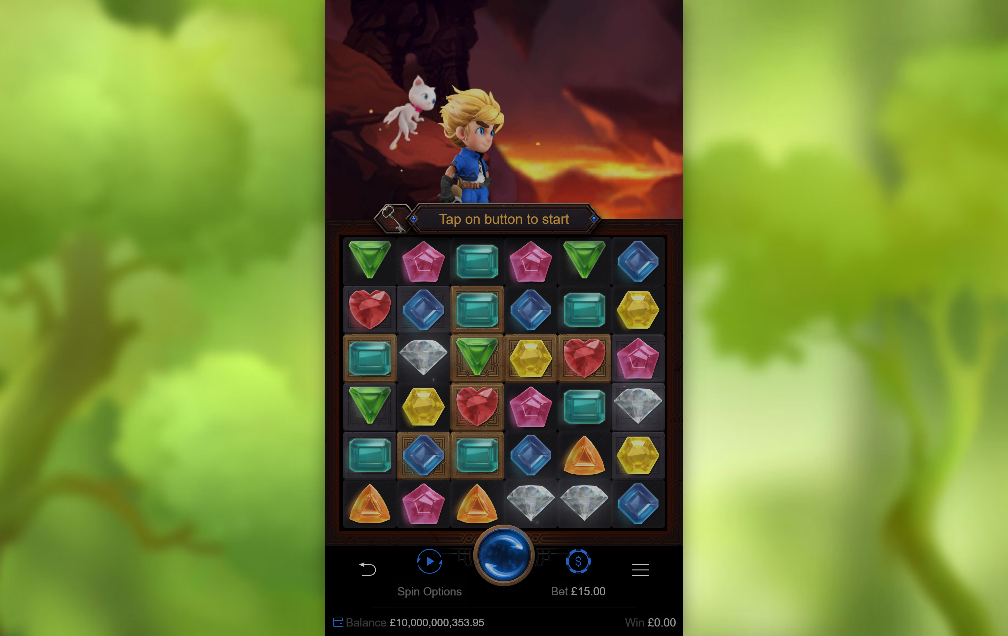 Tap on button to start
Spin Options
Bet £15.00
Balance £10,000,000,353.95
Win £0.00